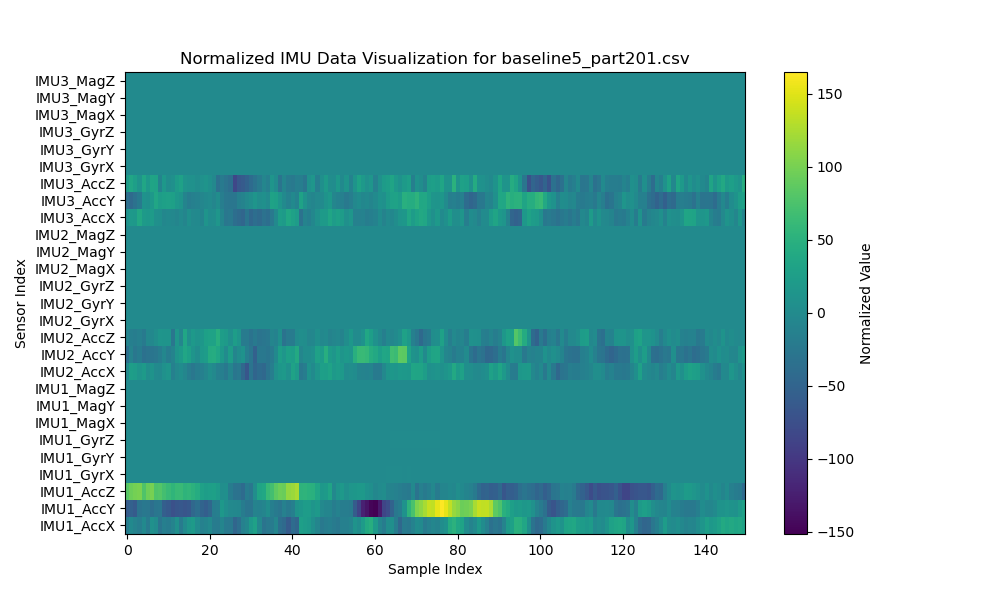 Normalized IMU Data Visualization for baseline5_part201.csv
IMU3_MagZ
IMU3_MagY
IMU3_MagX
IMU3_GyrZ
IMU3_GyrY
IMU3_GyrX
IMU3_AccZ
IMU3_AccY
IMU3_AccX
IMU2_MagZ
IMU2_MagY
IMU2_MagX
IMU2_GyrZ
IMU2_GyrY
IMU2_GyrX
IMU2_AccZ
IMU2_AccY
IMU2_AccX
IMU1_MagZ
IMU1_MagY
IMU1_MagX
IMU1_GyrZ
IMU1_GyrY
IMU1_GyrX
IMU1_AccZ
IMU1_AccY
IMU1_AccX
Sensor Index
0 20 40 60 80 100 120 140
Sample Index
150
100
50
0
−50
−100
−150
Normalized Value